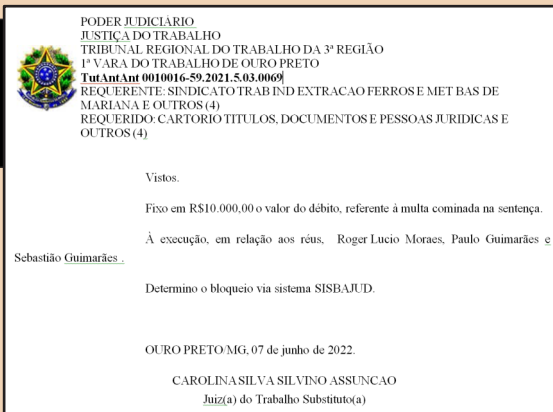 PODER JUDICIÁRIO
JUSTIÇA DO TRABALHO
TRIBUNAL REGIONAL DO TRABALHO DA 3ª REGIÃO
1ª VARA DO TRABALHO DE OURO PRETO
TutAntAnt 0010016-59.2021.5.03.0069
REQUERENTE: SINDICATO TRAB IND EXTRACAO FERROS E MET BAS DE
MARIANA E OUTROS (4)
REQUERIDO: CARTORIO TITULOS, DOCUMENTOS E PESSOAS JURIDICAS E
OUTROS (4)
Vistos.
Fixo em R$10.000,00 o valor do débito, referente à multa cominada na sentença.
À execução, em relação aos réus, Roger Lucio Moraes, Paulo Guimarães e
Sebastião Guimarães .
Determino o bloqueio via sistema SISBAJUD.
OURO PRETO/MG, 07 de junho de 2022.
CAROLINA SILVA SILVINO ASSUNCAO
Juiz(a) do Trabalho Substituto(a)